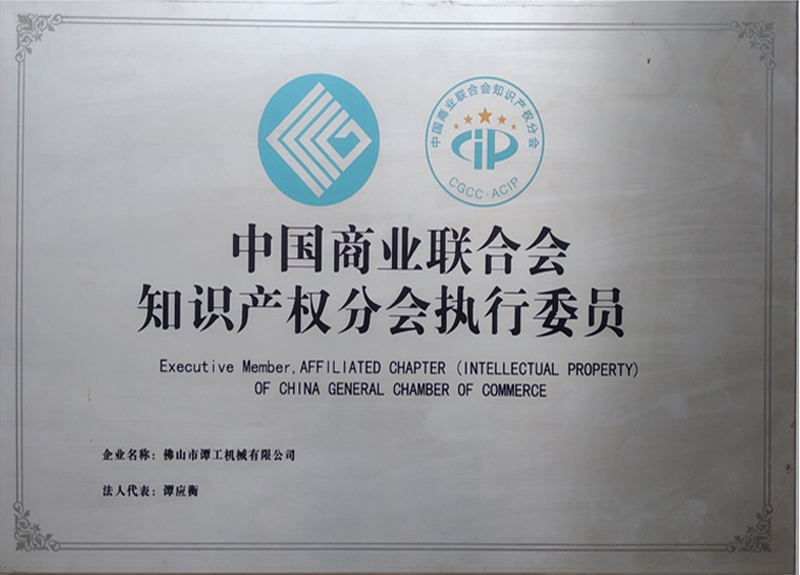 中国商业联合会知识产权分会
CIP
CGCC·ACIP
中国商业联合会
知识产权分会执行委员
Executive Member, AFFILIATED CHAPTER (INTELLECTUAL PROPERTY)
OF CHINA GENERAL CHAMBER OF COMMERCE
企业名称: 佛山市谭工机械有限公司
法人代表: 谭应衡